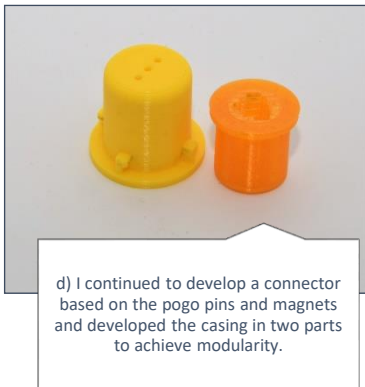 d) I continued to develop a connector
based on the pogo pins and magnets
and developed the casing in two parts
to achieve modularity.